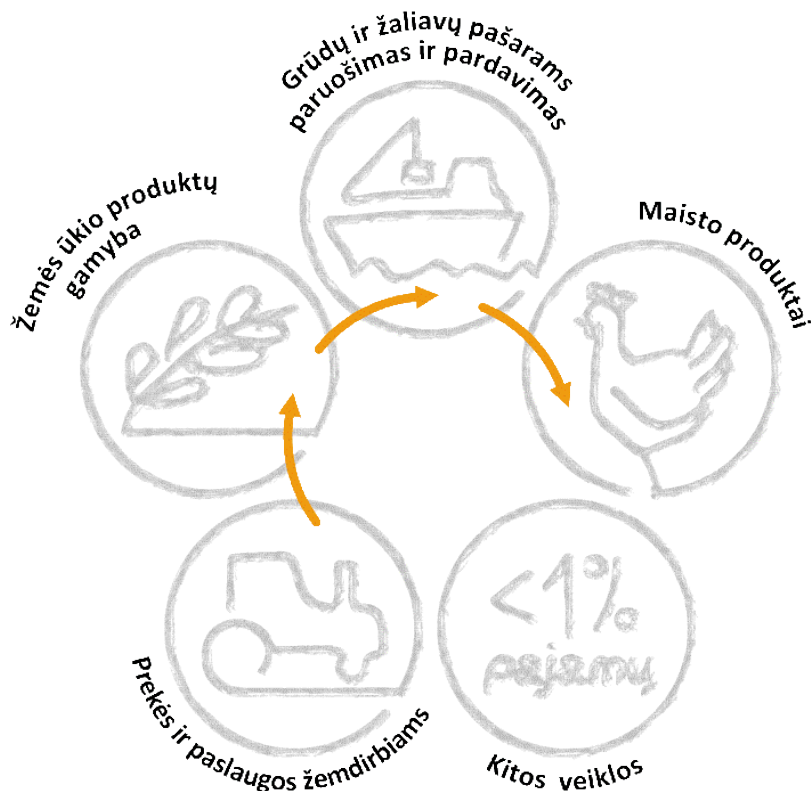 Grūdų ir žaliavų pašarams
paruošimas ir pardavimas
Žemės ūkio produktų
gamyba
Maisto produktai
<1%
pajamų
Prekės ir paslaugos žemdirbiams
Kitos veiklos